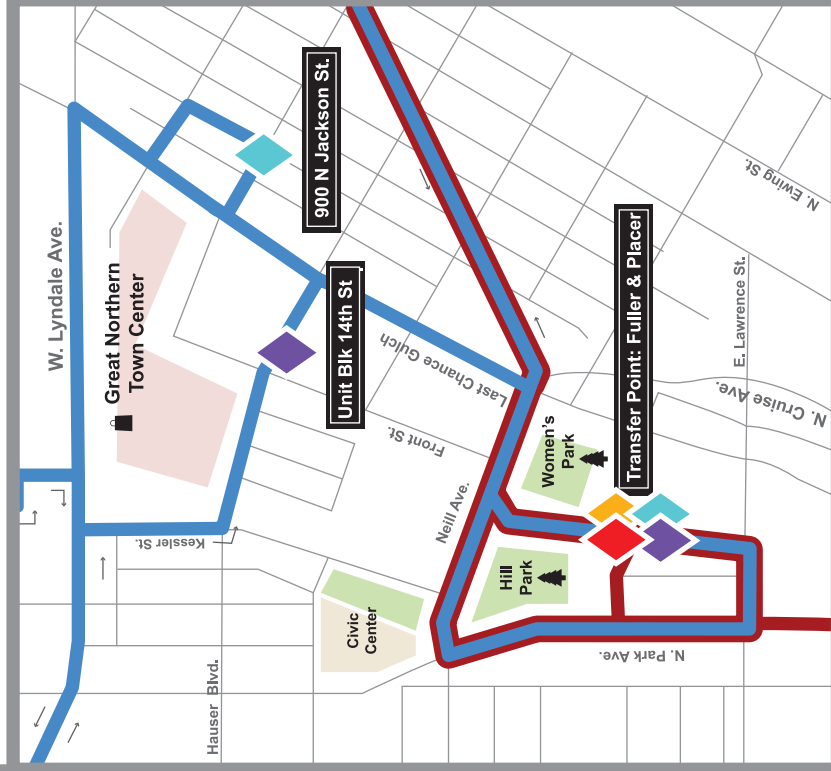 W. Lyndale Ave.
Great Northern
Town Center
900 N Jackson St.
Unit Blk 14th St
Last Chance Gulch
Front St.
Neill Ave.
Kessler St.
Women's
Park
Hill
Park
Civic
Center
Hauser Blvd.
N. Park Ave.
Transfer Point: Fuller & Placer
E. Lawrence St.
N. Cruise Ave.
N. Ewing St.